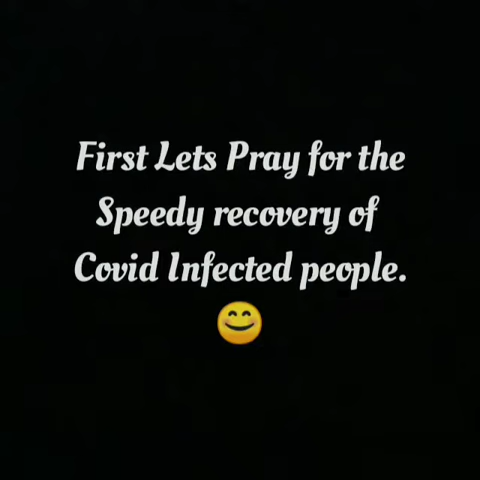 First Lets Pray for the
Speedy recovery of
Covid Infected people.
😊